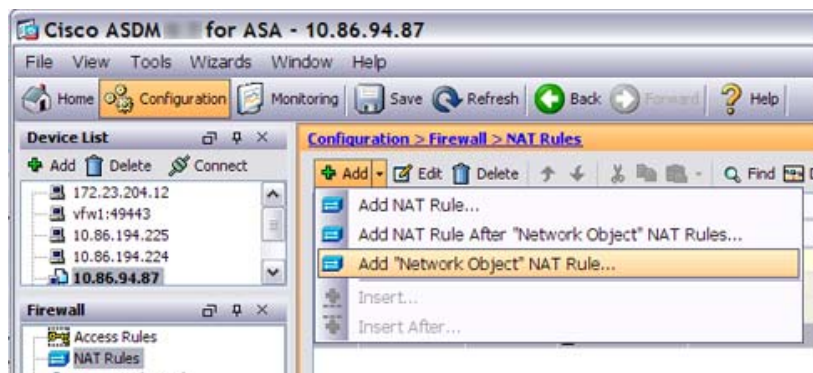 Cisco ASDM for ASA - 10.86.94.87
File View Tools Wizards Window Help
Home Configuration Monitoring Save Refresh Back Forward Help
Device List
Add Delete Connect
172.23.204.12
vfw1:49443
10.86.194.225
10.86.194.224
10.86.94.87
Firewall
Access Rules
NAT Rules
Configuration > Firewall > NAT Rules
Add Edit Delete Find D
Add NAT Rule...
Add NAT Rule After "Network Object" NAT Rules...
Add "Network Object" NAT Rule...
Insert...
Insert After...